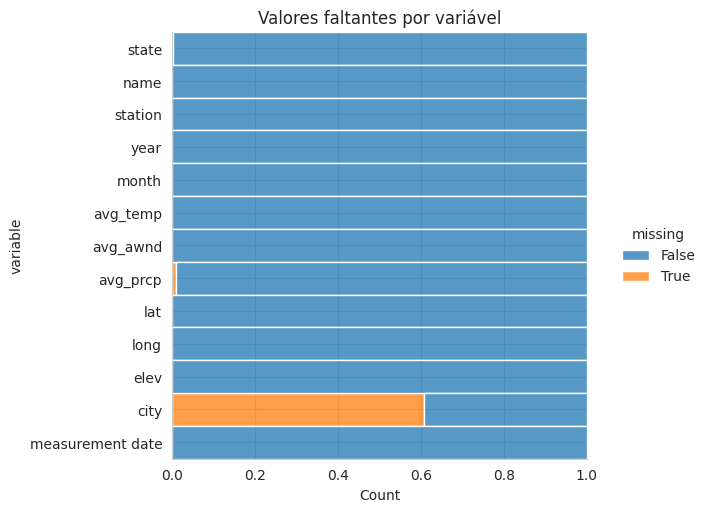 Valores faltantes por variável
variable
state
name
station
year
month
avg_temp
avg_awnd
avg_prcp
lat
long
elev
city
measurement date
0.0 0.2 0.4 0.6 0.8 1.0
Count
missing
False
True